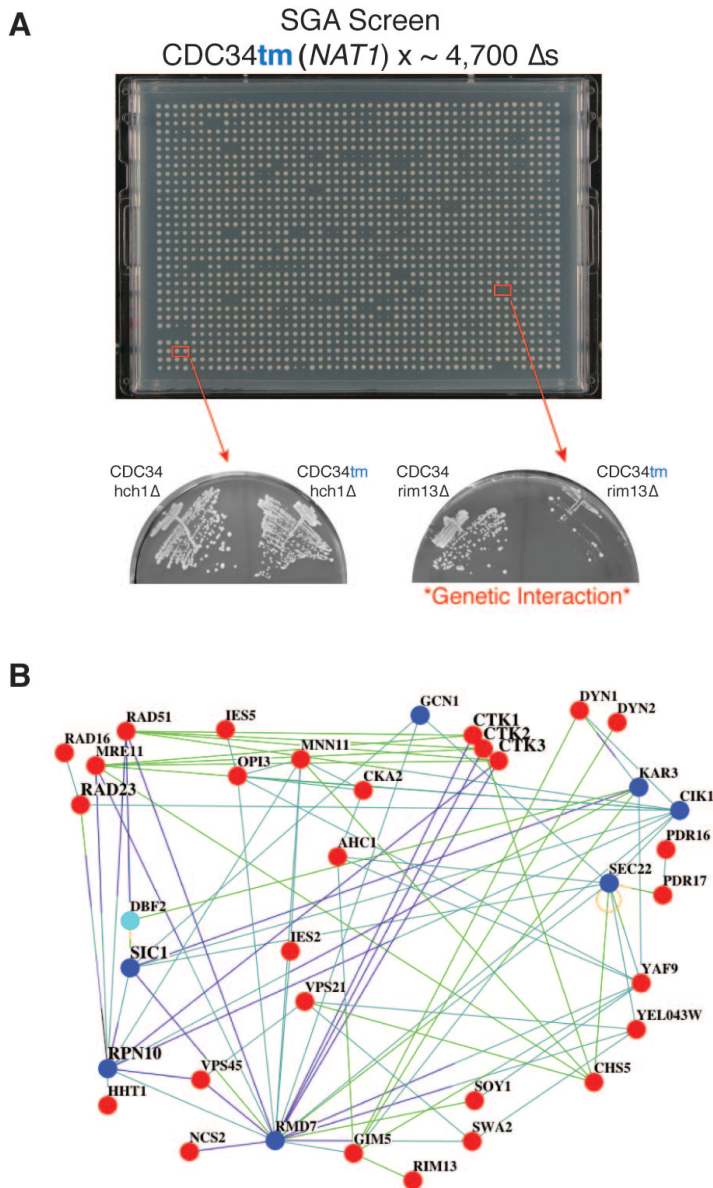 A
SGA Screen
CDC34tm (NAT1) x ~ 4,700 Δs
CDC34
hch1Δ
CDC34tm
hch1Δ
CDC34
rim13Δ
CDC34tm
rim13Δ
*Genetic Interaction*
B
RAD16
RAD51
MRE11
RAD23
IES5
OPI3
MNN11
CKA2
GCN1
CTK1
CTK2
CTK3
DYN1
DYN2
KAR3
CIK1
PDR16
PDR17
SEC22
AHC1
DBF2
SIC1
IES2
VPS21
YAF9
YEL043W
CHS5
RPN10
HHT1
VPS45
NCS2
RMD7
GIM5
SOY1
SWA2
RIM13